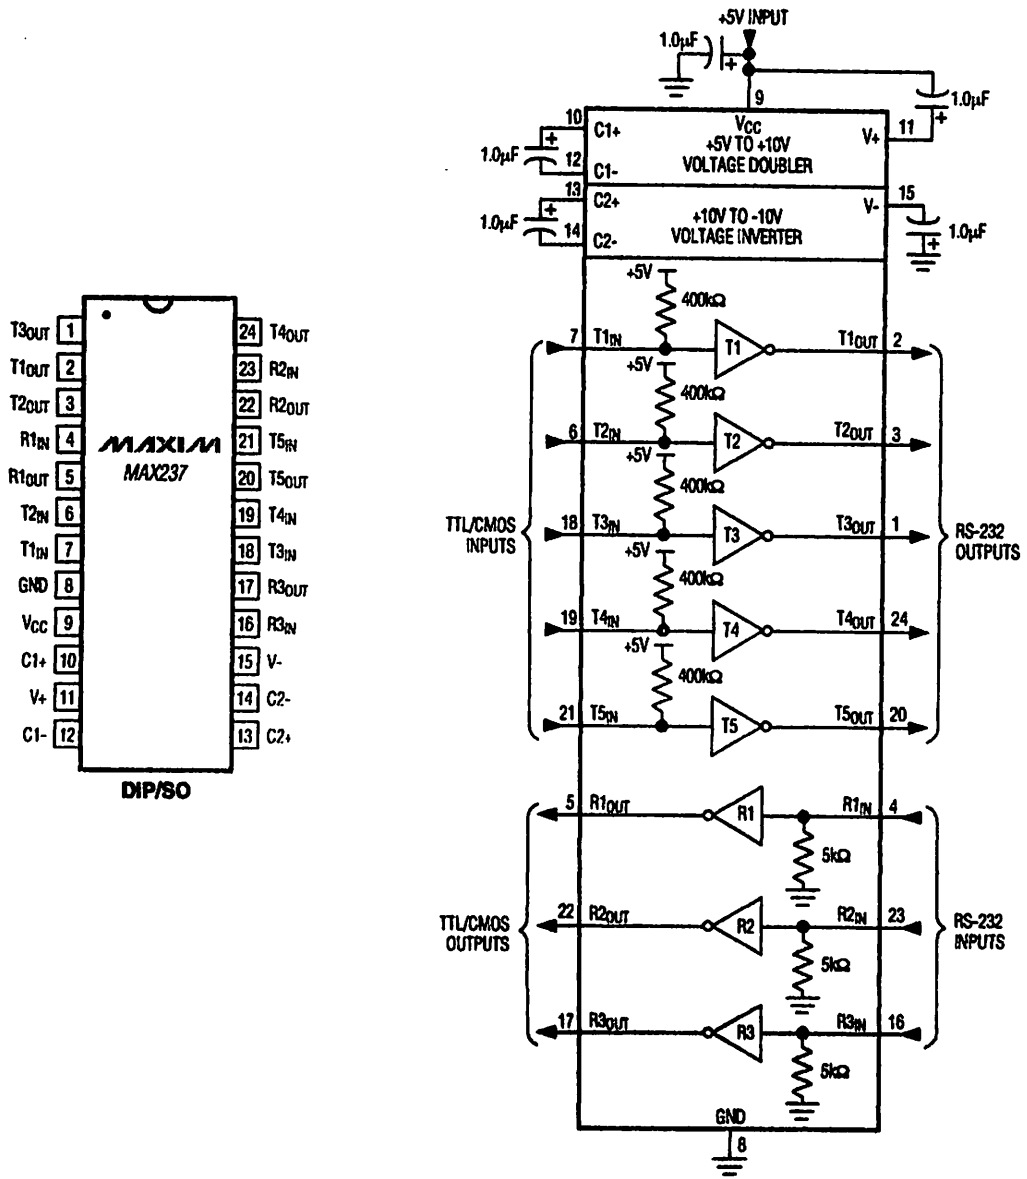 T3OUT 1
T1OUT 2
T2OUT 3
R1IN 4
R1OUT 5
T2IN 6
T1IN 7
GND 8
VCC 9
C1+ 10
V+ 11
C1- 12
24 T4OUT
23 R2IN
22 R2OUT
21 T5IN
20 T5OUT
19 T4IN
18 T3IN
17 R3OUT
16 R3IN
15 V-
14 C2-
13 C2+
MAXIM
MAX237
DIP/SO
+5V INPUT
1.0µF +
9
1.0µF
+
10 C1+
+
1.0µF
12 C1-
VCC
+5V TO +10V
VOLTAGE DOUBLER
V+ 11
13 C2+
+
1.0µF
14 C2-
+10V TO -10V
VOLTAGE INVERTER
V- 15
1.0µF
+
+5V
400kΩ
7 T1IN T1 T1OUT 2
+5V
400kΩ
6 T2IN T2 T2OUT 3
+5V
400kΩ
18 T3IN T3 T3OUT 1
+5V
400kΩ
19 T4IN T4 T4OUT 24
+5V
400kΩ
21 T5IN T5 T5OUT 20
TTL/CMOS
INPUTS
RS-232
OUTPUTS
5 R1OUT R1 R1IN 4
5kΩ
22 R2OUT R2 R2IN 23
5kΩ
17 R3OUT R3 R3IN 16
5kΩ
TTL/CMOS
OUTPUTS
RS-232
INPUTS
GND
8